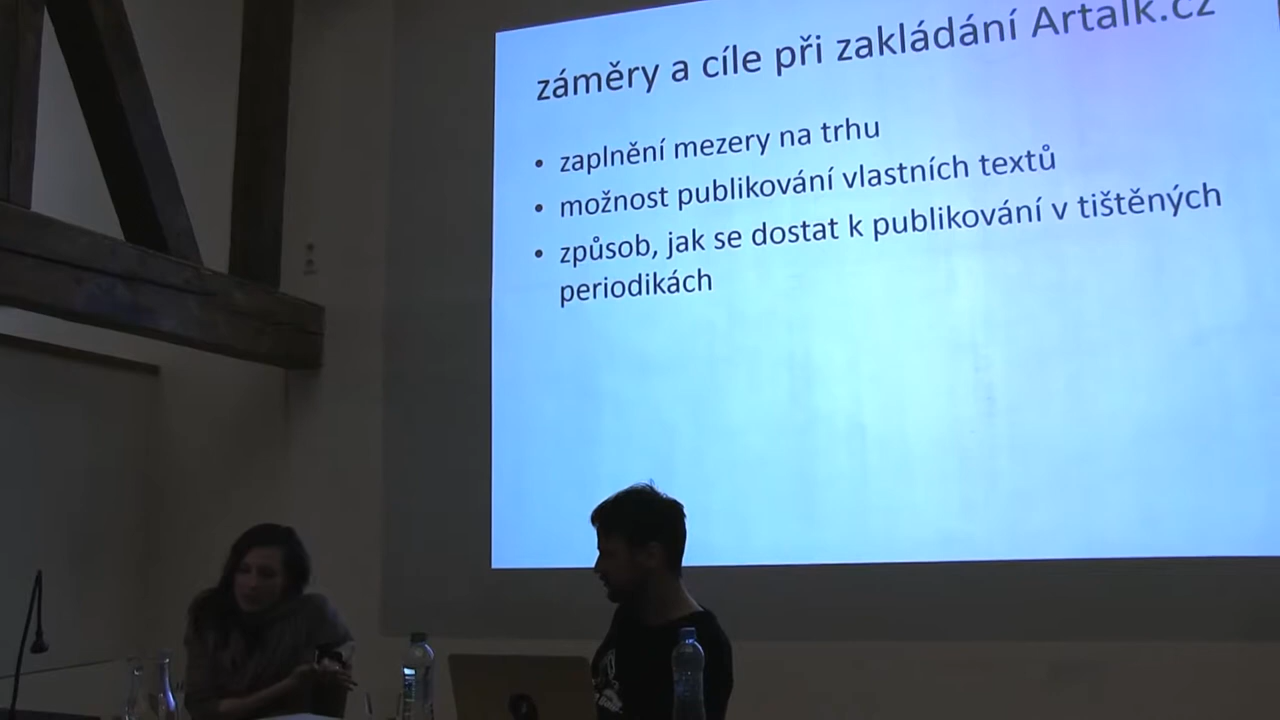 záměry a cíle při zakládání Artalk.cz
• zaplnění mezery na trhu
• možnost publikování vlastních textů
• způsob, jak se dostat k publikování v tištěných
periodikách